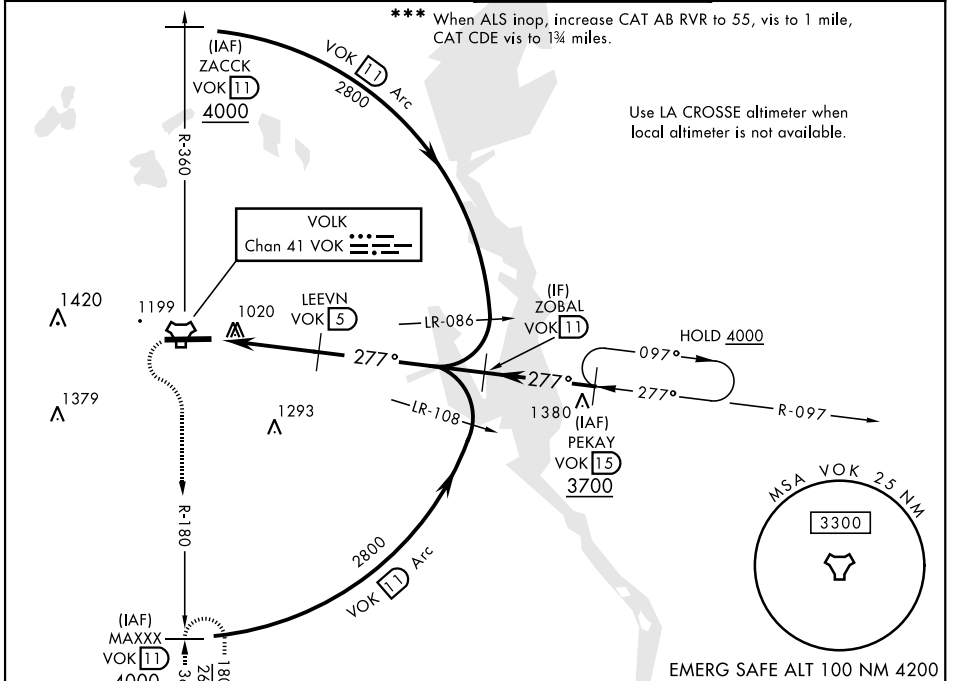 *** When ALS inop, increase CAT AB RVR to 55, vis to 1 mile,
CAT CDE vis to 1¾ miles.
(IAF)
ZACCK
VOK 11
4000
VOK 11 Arc
2800
Use LA CROSSE altimeter when
local altimeter is not available.
R-360
VOLK
Chan 41 VOK
1420
1199
1020
LEEVN
VOK 5
LR-086
(IF)
ZOBAL
VOK 11
HOLD 4000
097°
277°
277°
277°
R-097
1379
1293
LR-108
1380
(IAF)
PEKAY
VOK 15
3700
R-180
2800
VOK 11 Arc
MSA VOK 25 NM
3300
(IAF)
MAXXX
VOK 11
4000
EMERG SAFE ALT 100 NM 4200